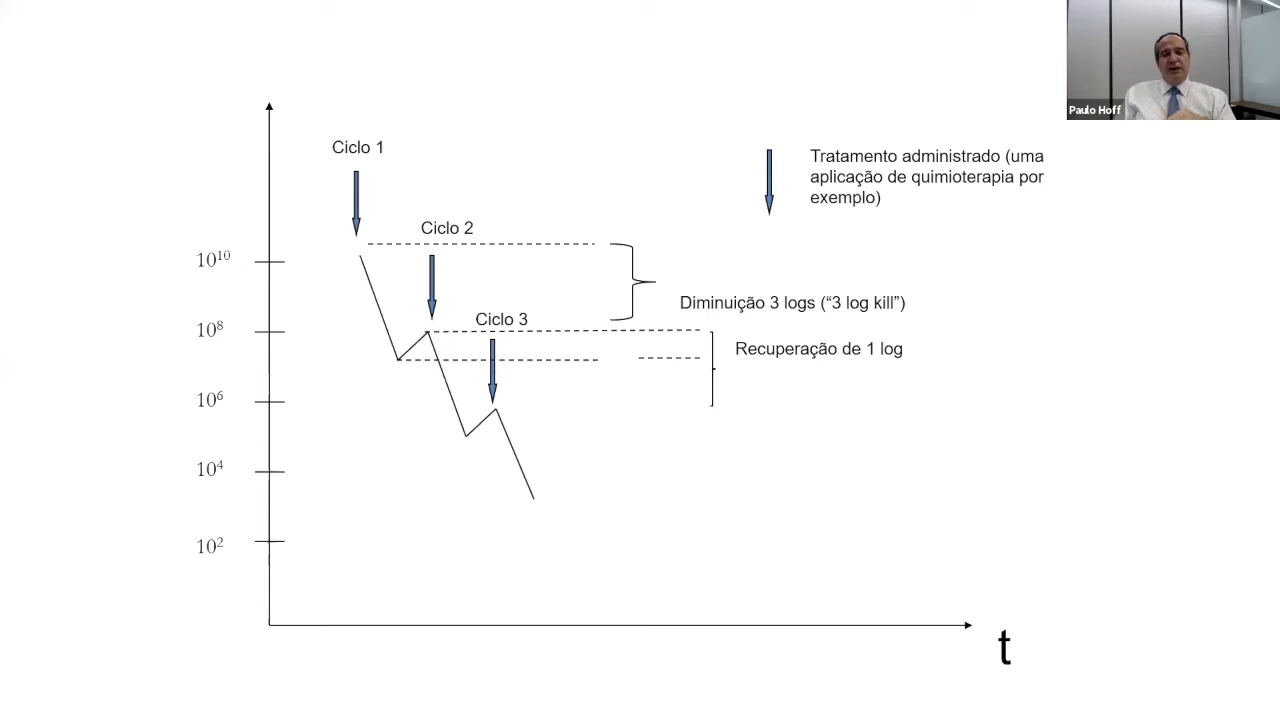 Paulo Hoff
Ciclo 1
Tratamento administrado (uma
aplicação de quimioterapia por
exemplo)
Ciclo 2
10¹⁰
Diminuição 3 logs (“3 log kill”)
Ciclo 3
10⁸
Recuperação de 1 log
10⁶
10⁴
10²
t